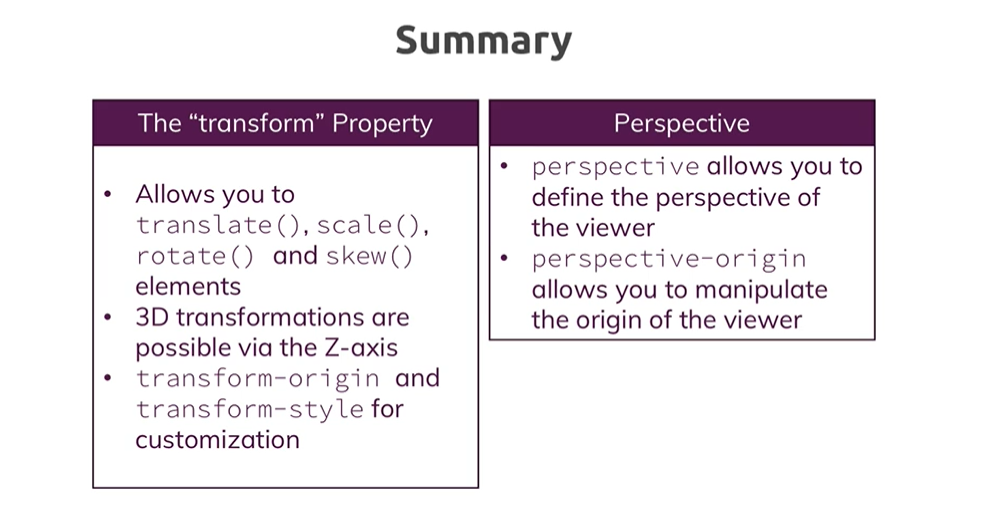 Summary
The “transform” Property
• Allows you to
translate(), scale(),
rotate() and skew()
elements
• 3D transformations are
possible via the Z-axis
• transform-origin and
transform-style for
customization
Perspective
• perspective allows you to
define the perspective of
the viewer
• perspective-origin
allows you to manipulate
the origin of the viewer